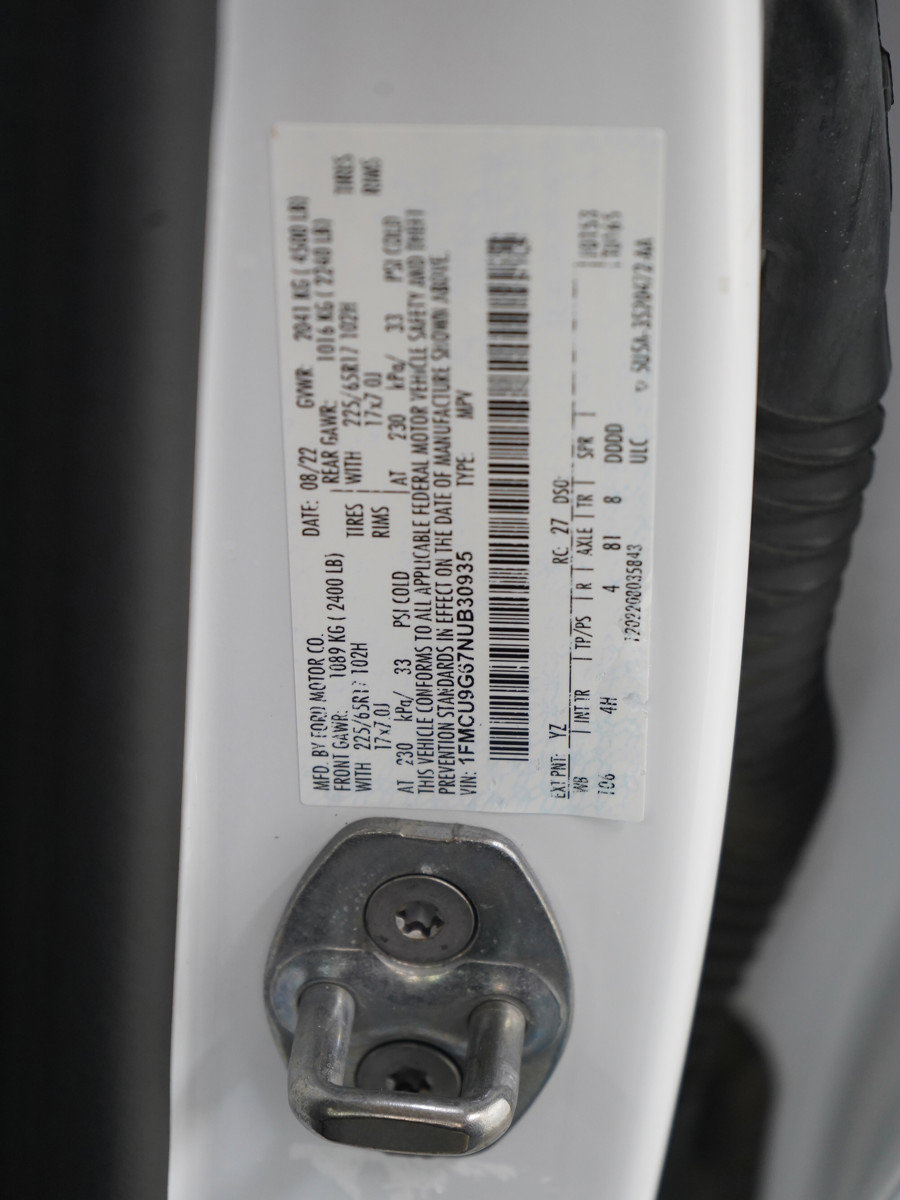 MFD. BY FORD MOTOR CO.
DATE: 08/22 GVWR: 2041 KG ( 4500 LB)
FRONT GAWR: 1089 KG ( 2400 LB) REAR GAWR: 1016 KG ( 2240 LB)
WITH 225/65R17 102H TIRES WITH 225/65R17 102H TIRES
17x7.0J RIMS 17x7.0J RIMS
AT 230 kPa/ 33 PSI COLD AT 230 kPa/ 33 PSI COLD
THIS VEHICLE CONFORMS TO ALL APPLICABLE FEDERAL MOTOR VEHICLE SAFETY AND THEFT
PREVENTION STANDARDS IN EFFECT ON THE DATE OF MANUFACTURE SHOWN ABOVE.
VIN: 1FMCU9G67NUB30935 TYPE: MPV
EXT PNT: YZ RC: 27 DSO:
WB INT TR TP/PS R AXLE TR SPR
106 4H 4 81 8 DDDD
ULC